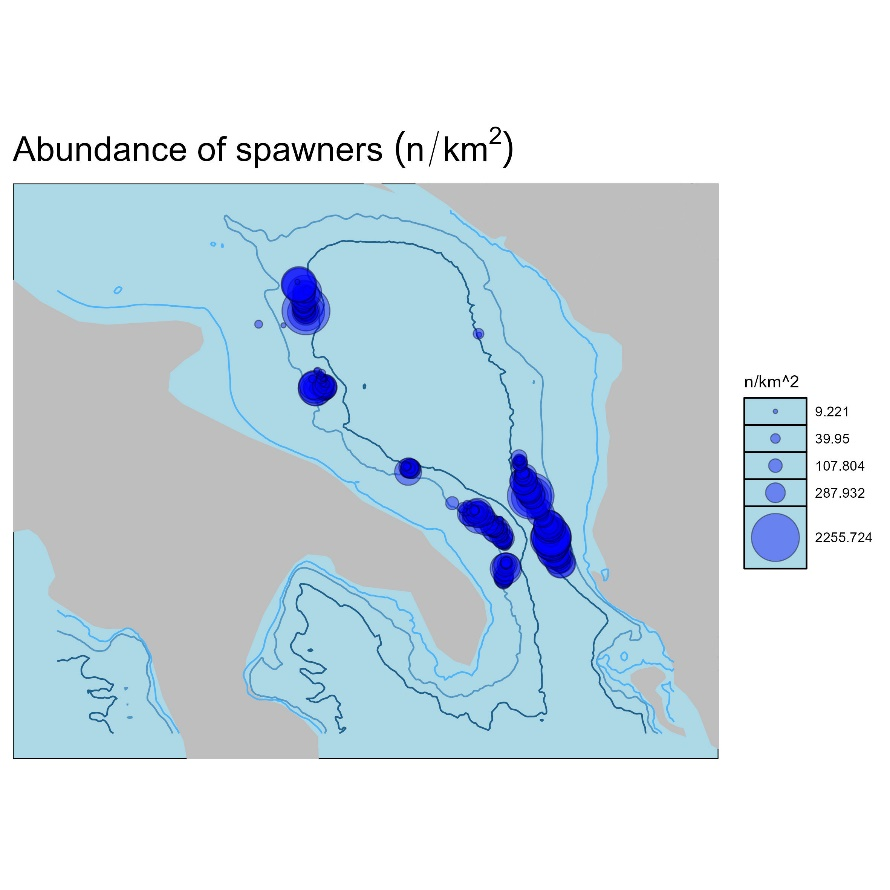 Abundance of spawners (n/km²)
n/km^2
9.221
39.95
107.804
287.932
2255.724